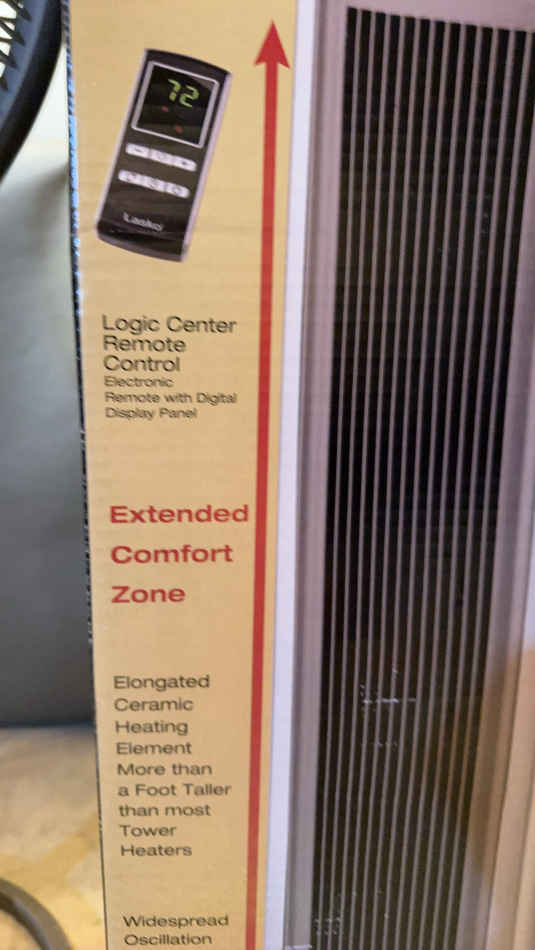 72
Lasko
Logic Center
Remote
Control
Electronic
Remote with Digital
Display Panel
Extended
Comfort
Zone
Elongated
Ceramic
Heating
Element
More than
a Foot Taller
than most
Tower
Heaters
Widespread
Oscillation